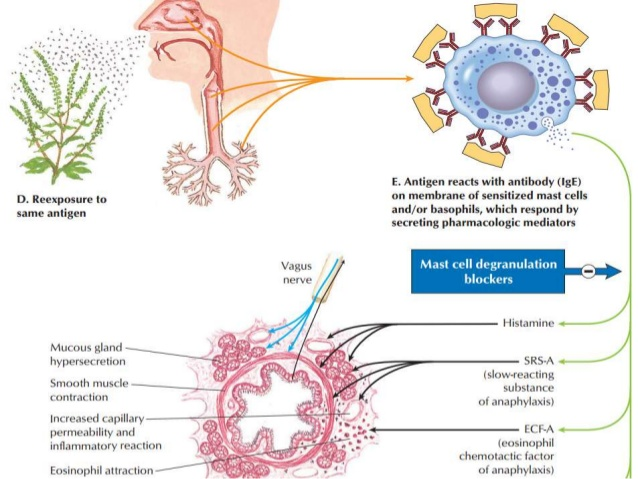 D. Reexposure to
same antigen
E. Antigen reacts with antibody (IgE)
on membrane of sensitized mast cells
and/or basophils, which respond by
secreting pharmacologic mediators
Mast cell degranulation
blockers
Vagus
nerve
Histamine
SRS-A
(slow-reacting
substance
of anaphylaxis)
ECF-A
(eosinophil
chemotactic factor
of anaphylaxis)
Mucous gland
hypersecretion
Smooth muscle
contraction
Increased capillary
permeability and
inflammatory reaction
Eosinophil attraction